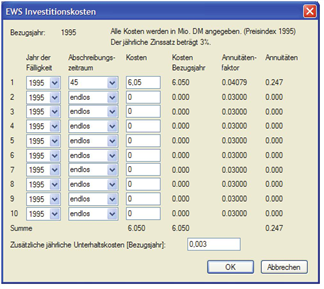 EWS Investitionskosten
Bezugsjahr: 1995 Alle Kosten werden in Mio. DM angegeben. (Preisindex 1995)
Der jährliche Zinssatz beträgt 3%.
Jahr der Abschreibungs- Kosten Kosten Annuitäten- Annuitäten
Fälligkeit zeitraum Bezugsjahr faktor
1 1995 45 6,05 6.050 0.04079 0.247
2 1995 endlos 0 0.000 0.03000 0.000
3 1995 endlos 0 0.000 0.03000 0.000
4 1995 endlos 0 0.000 0.03000 0.000
5 1995 endlos 0 0.000 0.03000 0.000
6 1995 endlos 0 0.000 0.03000 0.000
7 1995 endlos 0 0.000 0.03000 0.000
8 1995 endlos 0 0.000 0.03000 0.000
9 1995 endlos 0 0.000 0.03000 0.000
10 1995 endlos 0 0.000 0.03000 0.000
Summe 6.050 6.050 0.247
Zusätzliche jährliche Unterhaltskosten [Bezugsjahr]: 0,003
OK Abbrechen